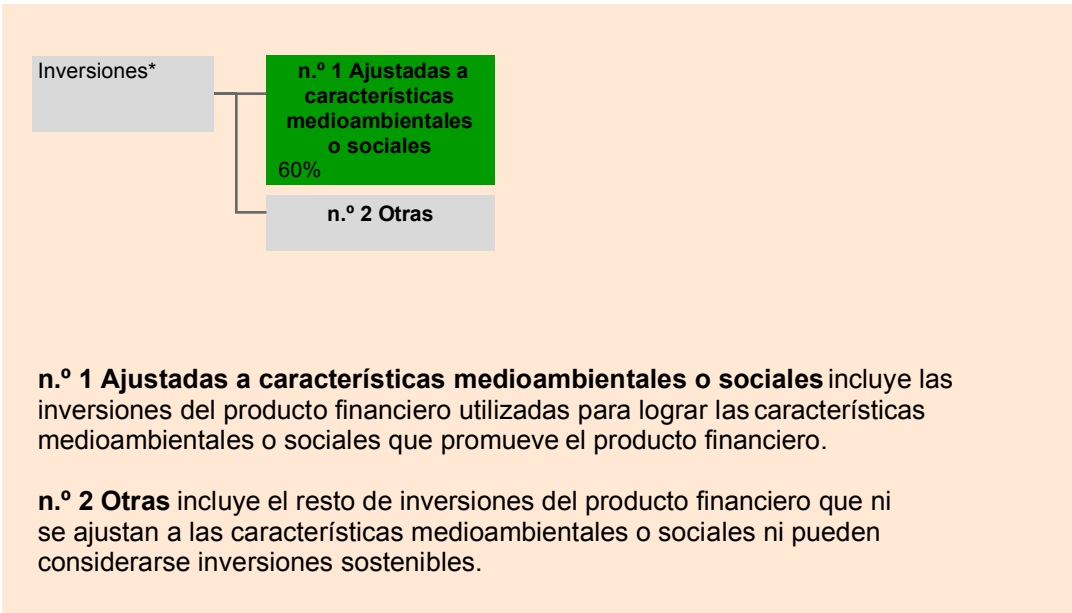 Inversiones*
n.º 1 Ajustadas a
características
medioambientales
o sociales
60%
n.º 2 Otras
n.º 1 Ajustadas a características medioambientales o sociales incluye las
inversiones del producto financiero utilizadas para lograr las características
medioambientales o sociales que promueve el producto financiero.
n.º 2 Otras incluye el resto de inversiones del producto financiero que ni
se ajustan a las características medioambientales o sociales ni pueden
considerarse inversiones sostenibles.